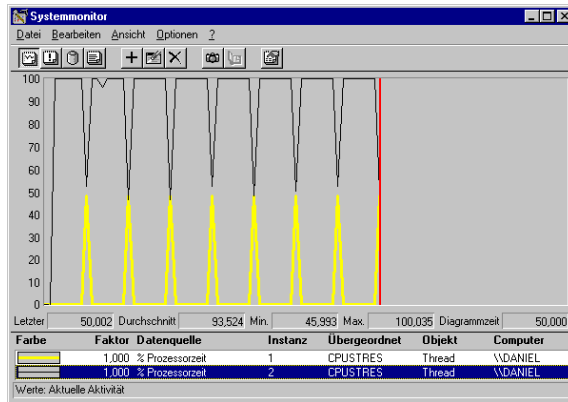 Systemmonitor
Datei Bearbeiten Ansicht Optionen ?
100
90
80
70
60
50
40
30
20
10
0
Letzter 50,002 Durchschnitt 93,524 Min. 45,993 Max. 100,035 Diagrammzeit 50,000
Farbe Faktor Datenquelle Instanz Übergeordnet Objekt Computer
1,000 % Prozessorzeit 1 CPUSTRES Thread \\DANIEL
1,000 % Prozessorzeit 2 CPUSTRES Thread \\DANIEL
Werte: Aktuelle Aktivität